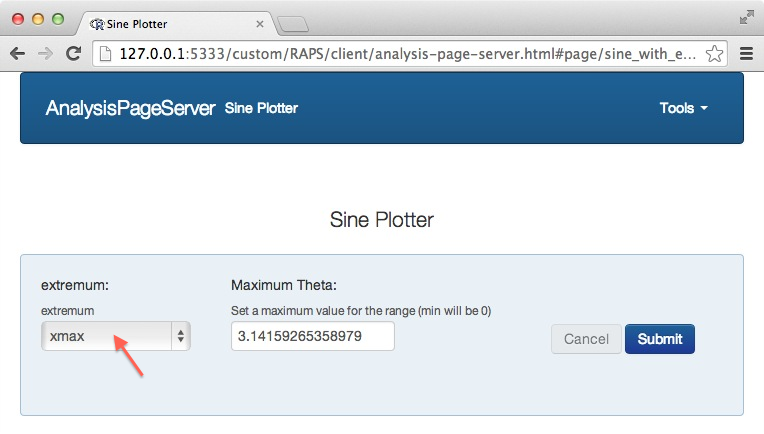 Sine Plotter
127.0.0.1:5333/custom/RAPS/client/analysis-page-server.html#page/sine_with_e...
AnalysisPageServer Sine Plotter Tools
Sine Plotter
extremum: Maximum Theta:
extremum Set a maximum value for the range (min will be 0)
xmax 3.14159265358979 Cancel Submit